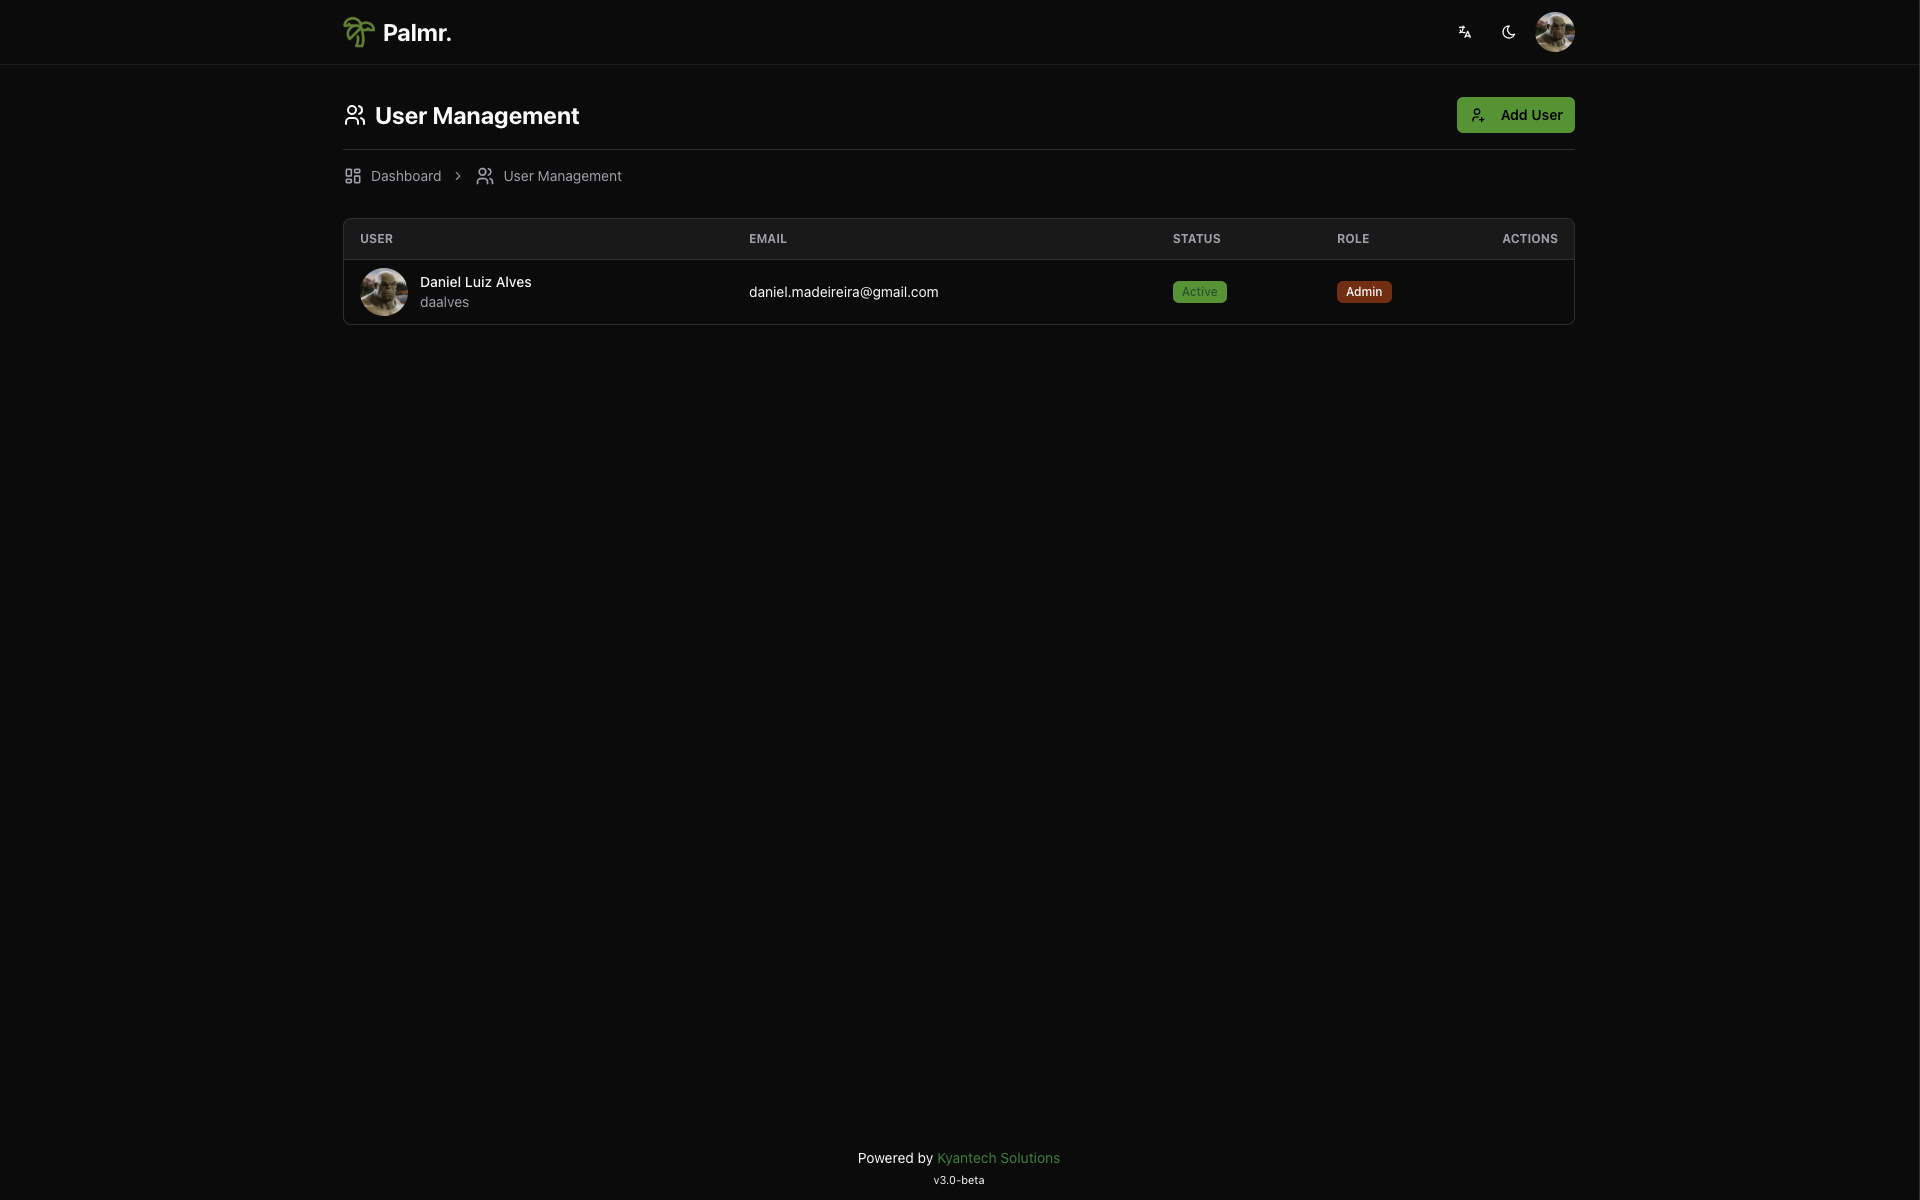 Palmr.
User Management
Add User
Dashboard > User Management
USER EMAIL STATUS ROLE ACTIONS
Daniel Luiz Alves
daalves
daniel.madeireira@gmail.com
Active
Admin
Powered by Kyantech Solutions
v3.0-beta